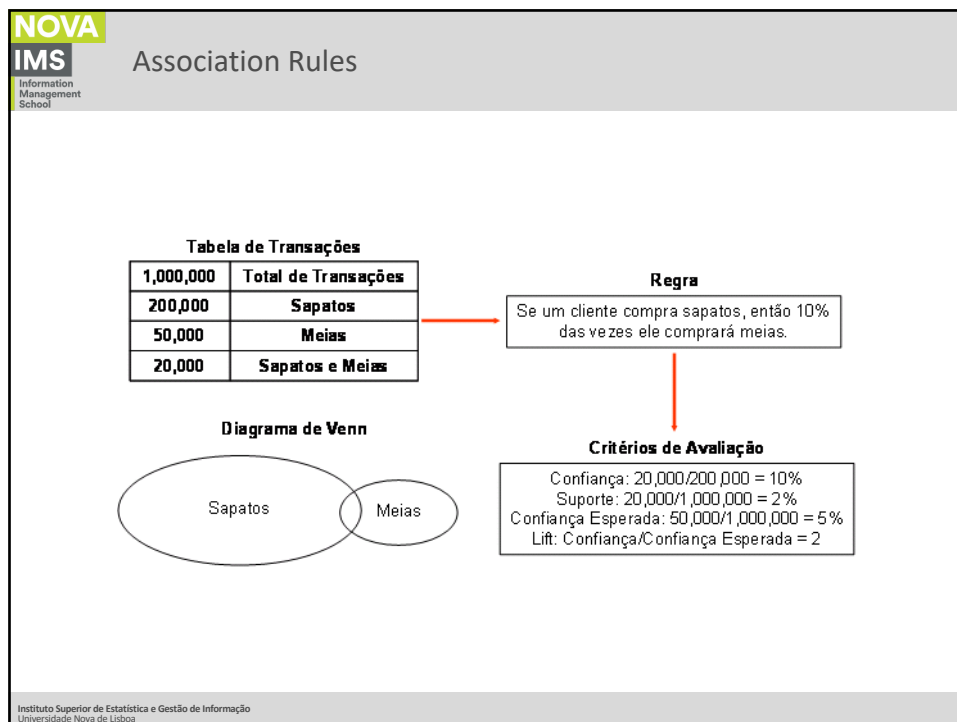 NOVA
IMS
Information
Management
School
Association Rules
Tabela de Transações
1,000,000 Total de Transações
200,000 Sapatos
50,000 Meias
20,000 Sapatos e Meias
Regra
Se um cliente compra sapatos, então 10%
das vezes ele comprará meias.
Diagrama de Venn
Sapatos
Meias
Critérios de Avaliação
Confiança: 20,000/200,000 = 10%
Suporte: 20,000/1,000,000 = 2%
Confiança Esperada: 50,000/1,000,000 = 5%
Lift: Confiança/Confiança Esperada = 2
Instituto Superior de Estatística e Gestão de Informação
Universidade Nova de Lisboa